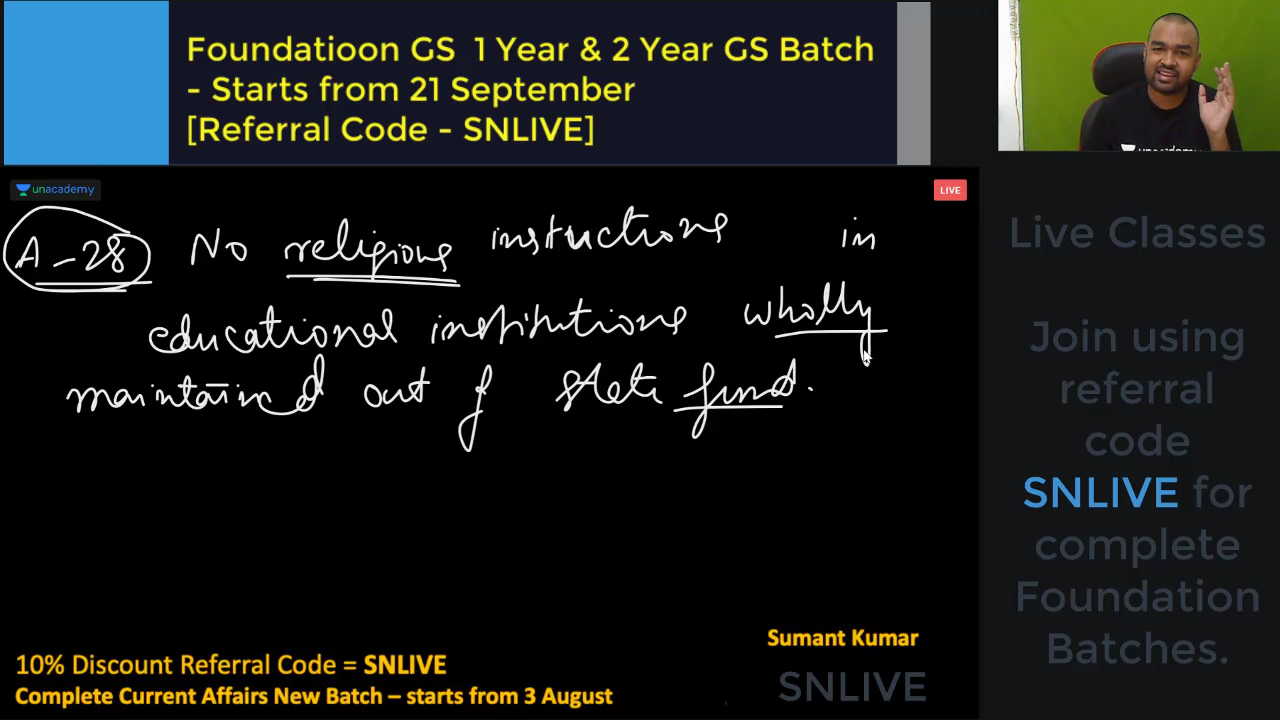 Foundatioon GS 1 Year & 2 Year GS Batch
- Starts from 21 September
[Referral Code - SNLIVE]
unacademy
LIVE
A-28 No religious instructions in
educational institutions wholly
maintained out of state fund.
unacademy
Live Classes
Join using
referral
code
SNLIVE for
complete
Foundation
Batches.
Sumant Kumar
SNLIVE
10% Discount Referral Code = SNLIVE
Complete Current Affairs New Batch – starts from 3 August